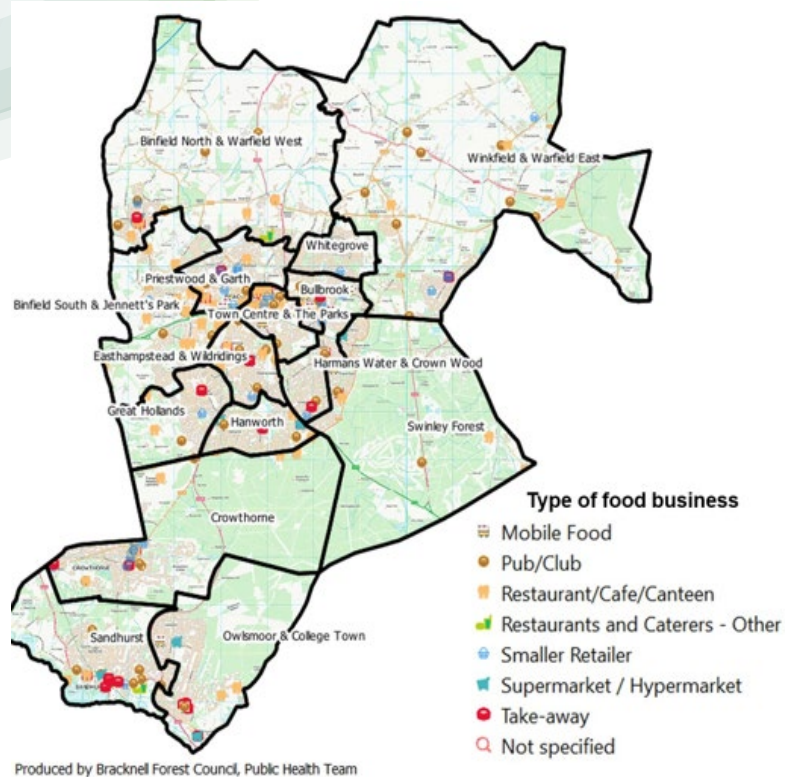 Binfield North & Warfield West
Winkfield & Warfield East
Whitegrove
Priestwood & Garth
Bullbrook
Binfield South & Jennett's Park
Town Centre & The Parks
Easthampstead & Wildridings
Harmans Water & Crown Wood
Great Hollands
Hanworth
Swinley Forest
Crowthorne
CROWTHORNE
Sandhurst
Owlsmoor & College Town
Type of food business
Mobile Food
Pub/Club
Restaurant/Cafe/Canteen
Restaurants and Caterers - Other
Smaller Retailer
Supermarket / Hypermarket
Take-away
Not specified
Produced by Bracknell Forest Council, Public Health Team